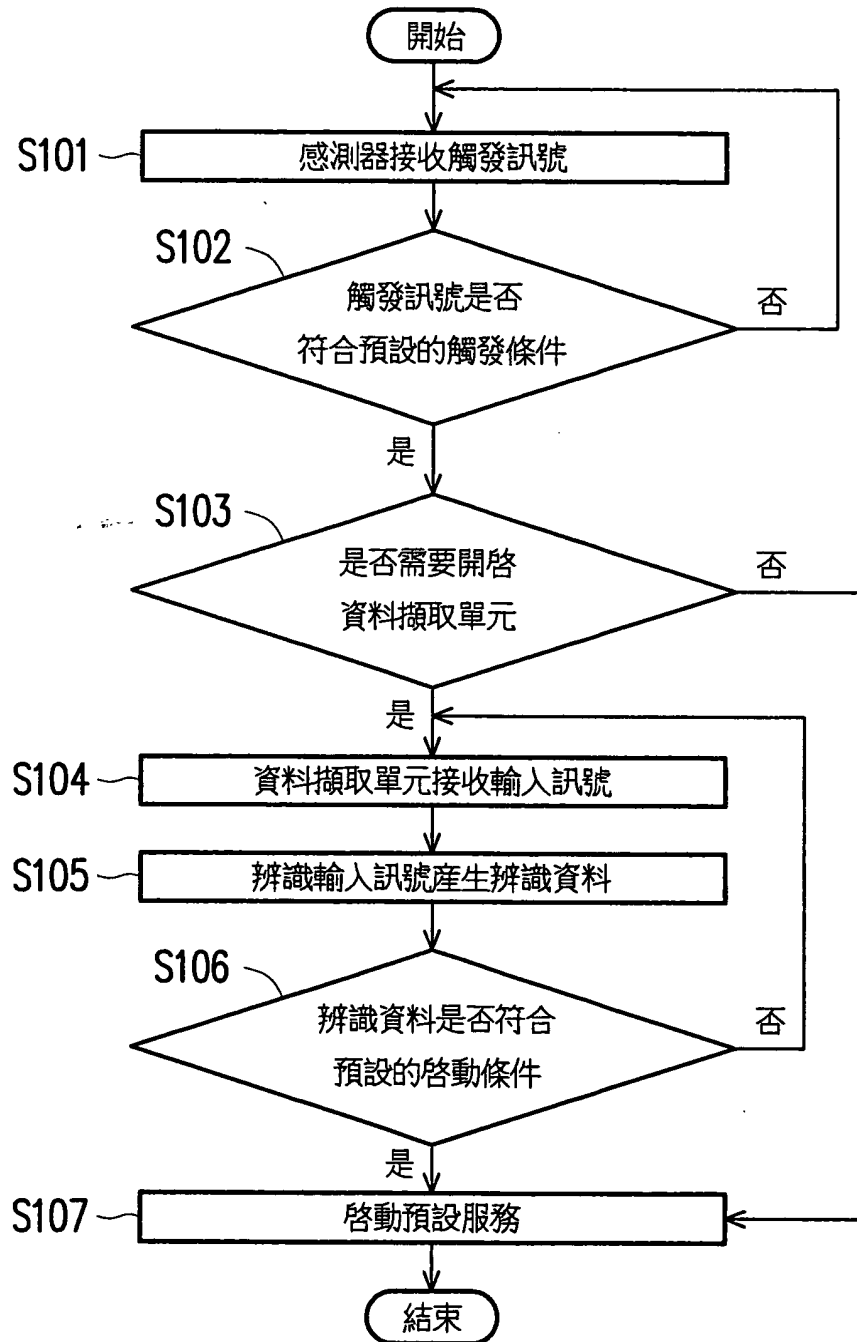 開始
S101
感測器接收觸發訊號
S102
觸發訊號是否
符合預設的觸發條件
否
是
S103
是否需要開啓
資料擷取單元
否
是
S104
資料擷取單元接收輸入訊號
S105
辨識輸入訊號產生辨識資料
S106
辨識資料是否符合
預設的啓動條件
否
是
S107
啓動預設服務
結束